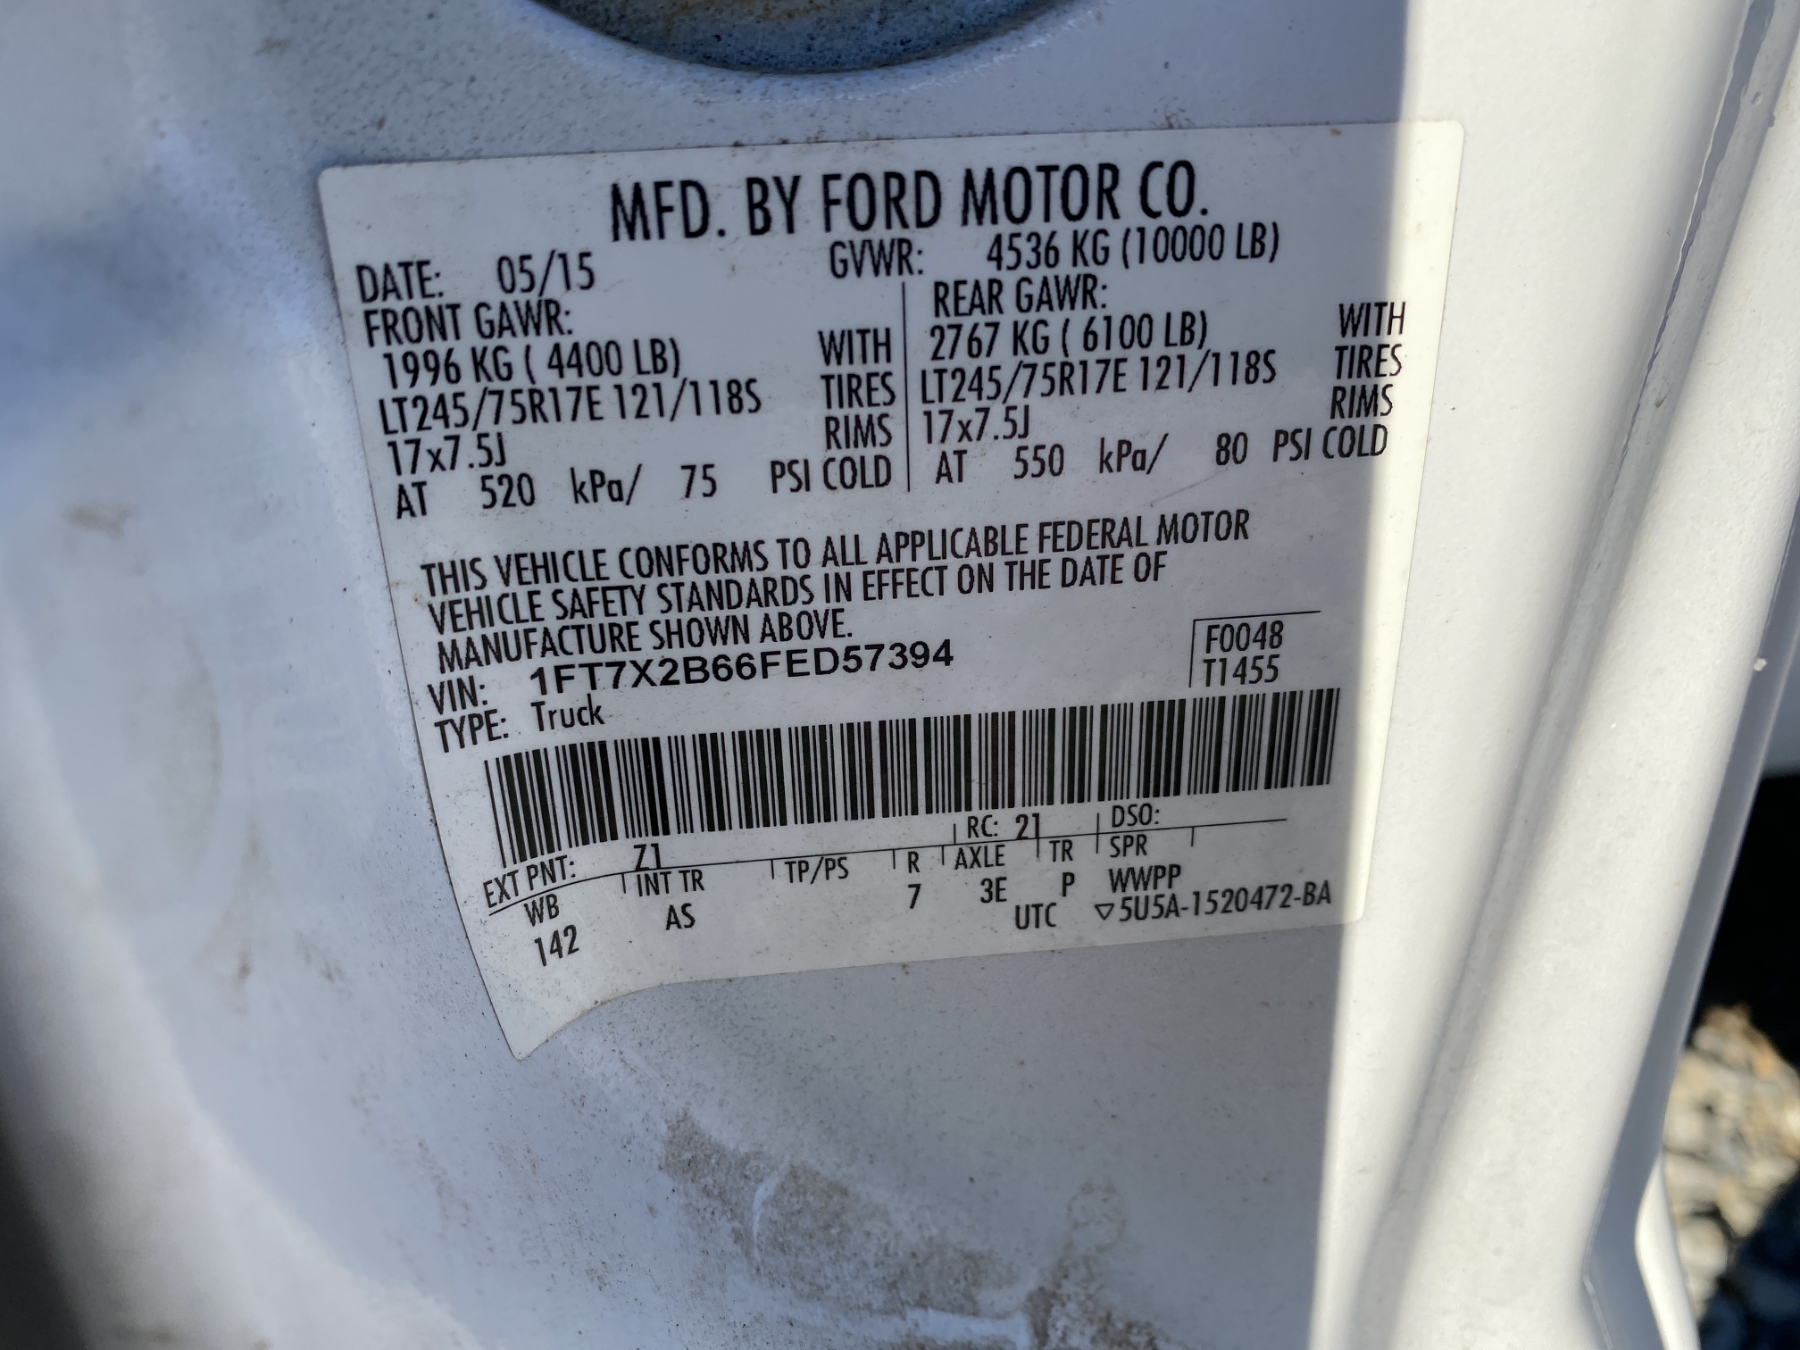 MFD. BY FORD MOTOR CO.
DATE: 05/15 GVWR: 4536 KG (10000 LB)
FRONT GAWR: REAR GAWR:
1996 KG ( 4400 LB) WITH 2767 KG ( 6100 LB) WITH
LT245/75R17E 121/118S TIRES LT245/75R17E 121/118S TIRES
17x7.5J RIMS 17x7.5J RIMS
AT 520 kPa/ 75 PSI COLD AT 550 kPa/ 80 PSI COLD
THIS VEHICLE CONFORMS TO ALL APPLICABLE FEDERAL MOTOR
VEHICLE SAFETY STANDARDS IN EFFECT ON THE DATE OF
MANUFACTURE SHOWN ABOVE.
VIN: 1FT7X2B66FED57394 F0048
TYPE: Truck T1455
EXT PNT: Z1 RC: 21 DSO:
WB INT TR TP/PS R AXLE TR SPR
142 AS 7 3E P WWPP
UTC ▽5U5A-1520472-BA